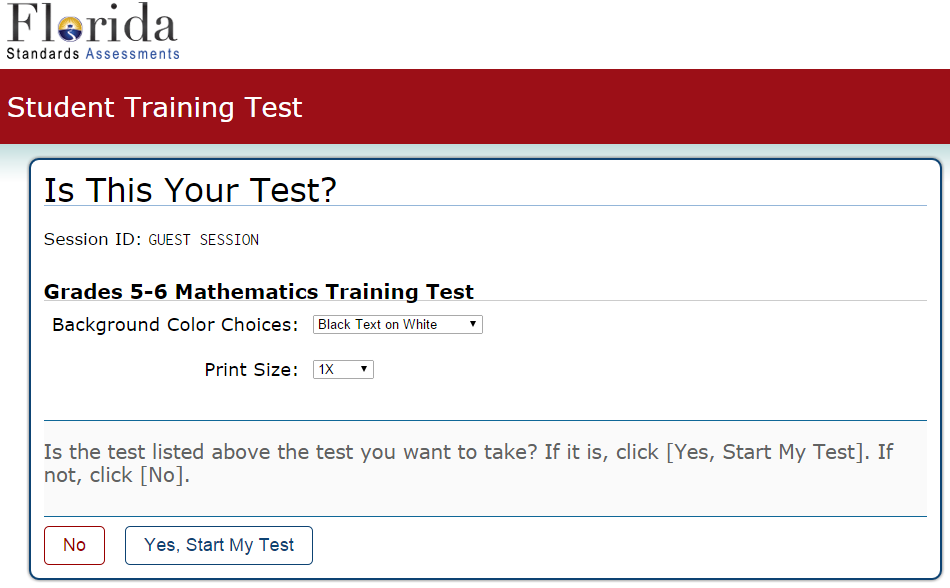 Florida
Standards Assessments
Student Training Test
Is This Your Test?
Session ID: GUEST SESSION
Grades 5-6 Mathematics Training Test
Background Color Choices: Black Text on White
Print Size: 1X
Is the test listed above the test you want to take? If it is, click [Yes, Start My Test]. If
not, click [No].
No Yes, Start My Test